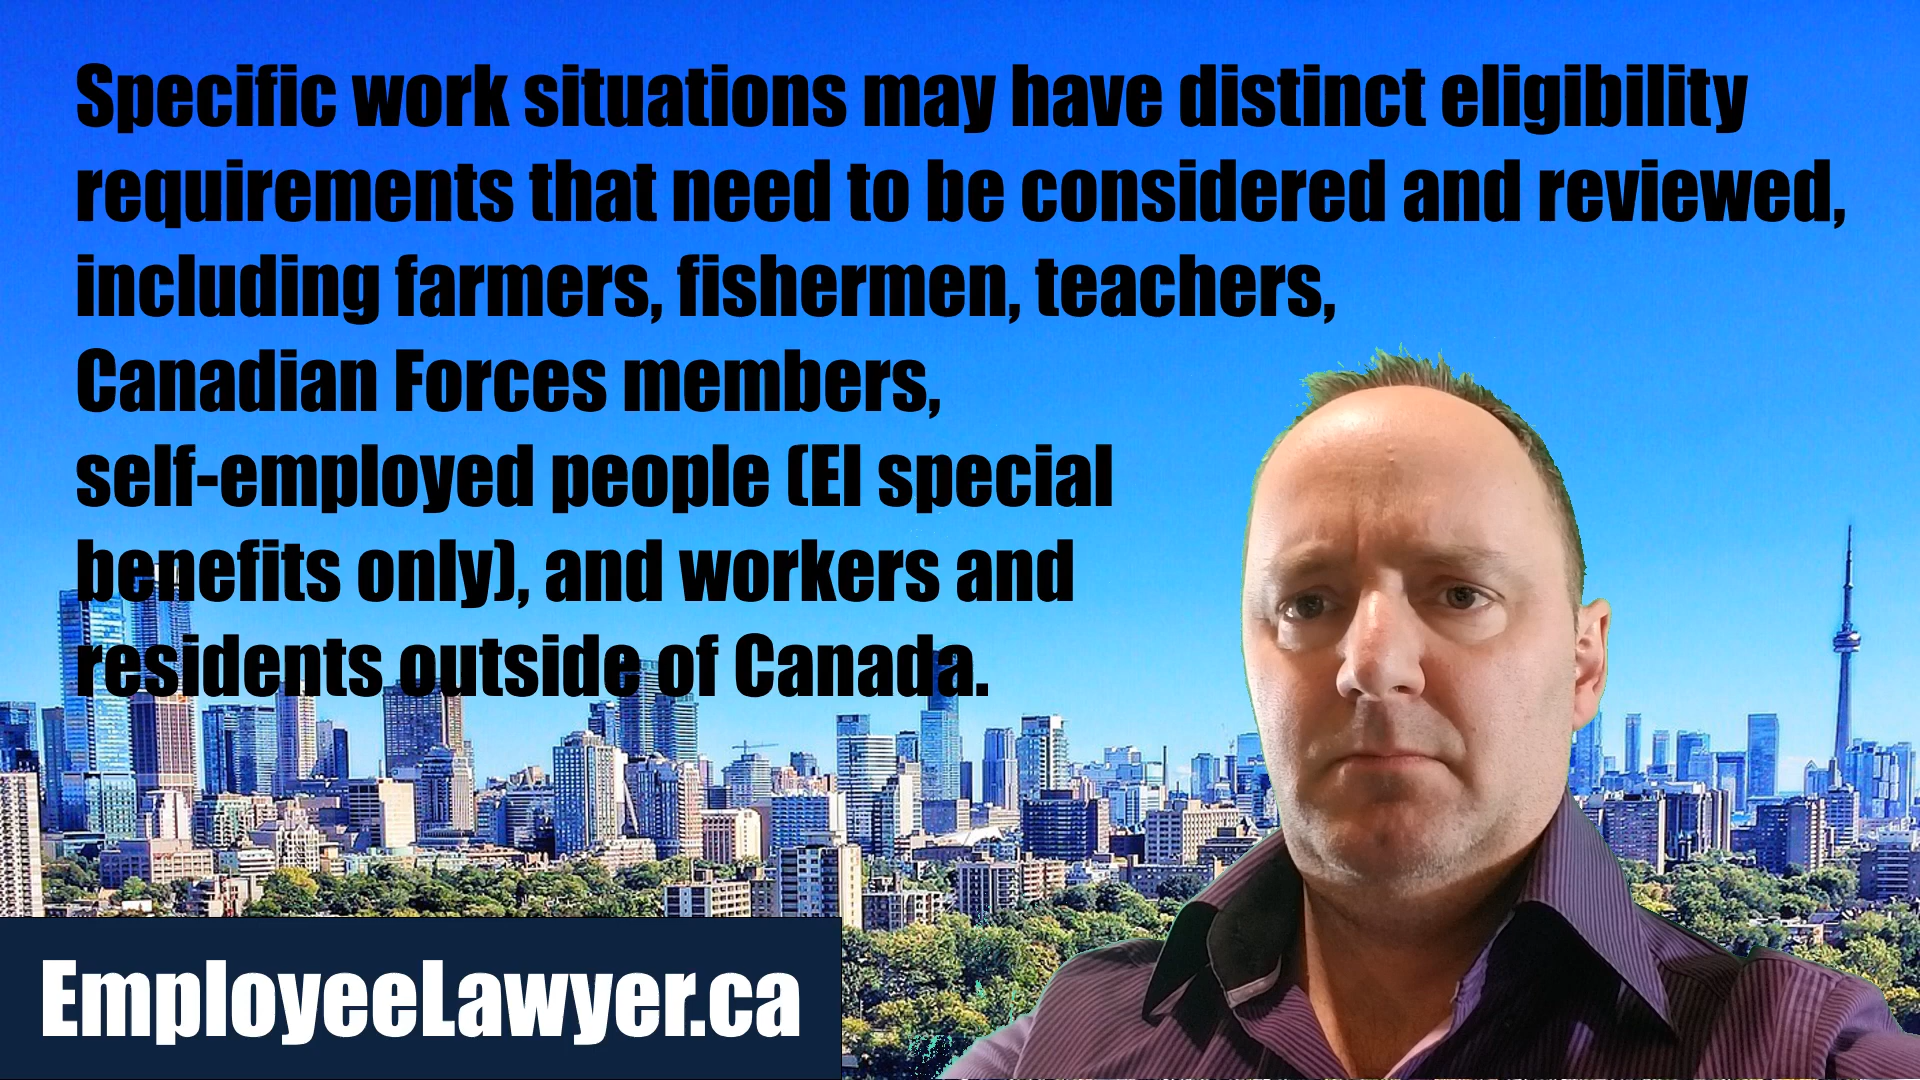 Specific work situations may have distinct eligibility
requirements that need to be considered and reviewed,
including farmers, fishermen, teachers,
Canadian Forces members,
self-employed people (EI special
benefits only), and workers and
residents outside of Canada.
EmployeeLawyer.ca